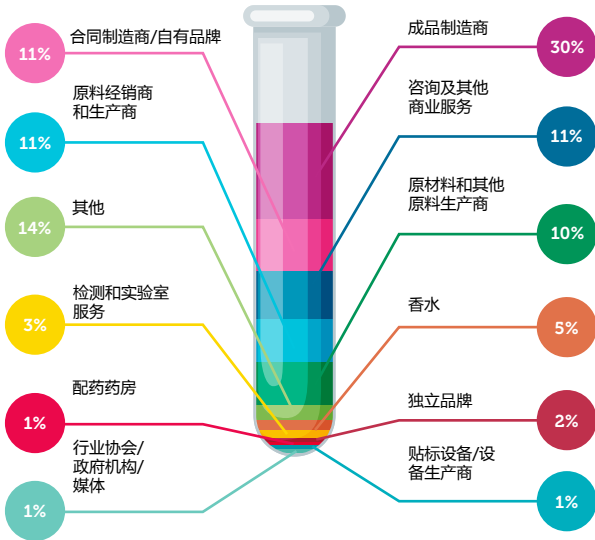 合同制造商/自有品牌
11%
原料经销商
和生产商
11%
其他
14%
检测和实验室
服务
3%
配药药房
1%
行业协会/
政府机构/
媒体
1%
成品制造商
30%
咨询及其他
商业服务
11%
原材料和其他
原料生产商
10%
香水
5%
独立品牌
2%
贴标设备/设
备生产商
1%